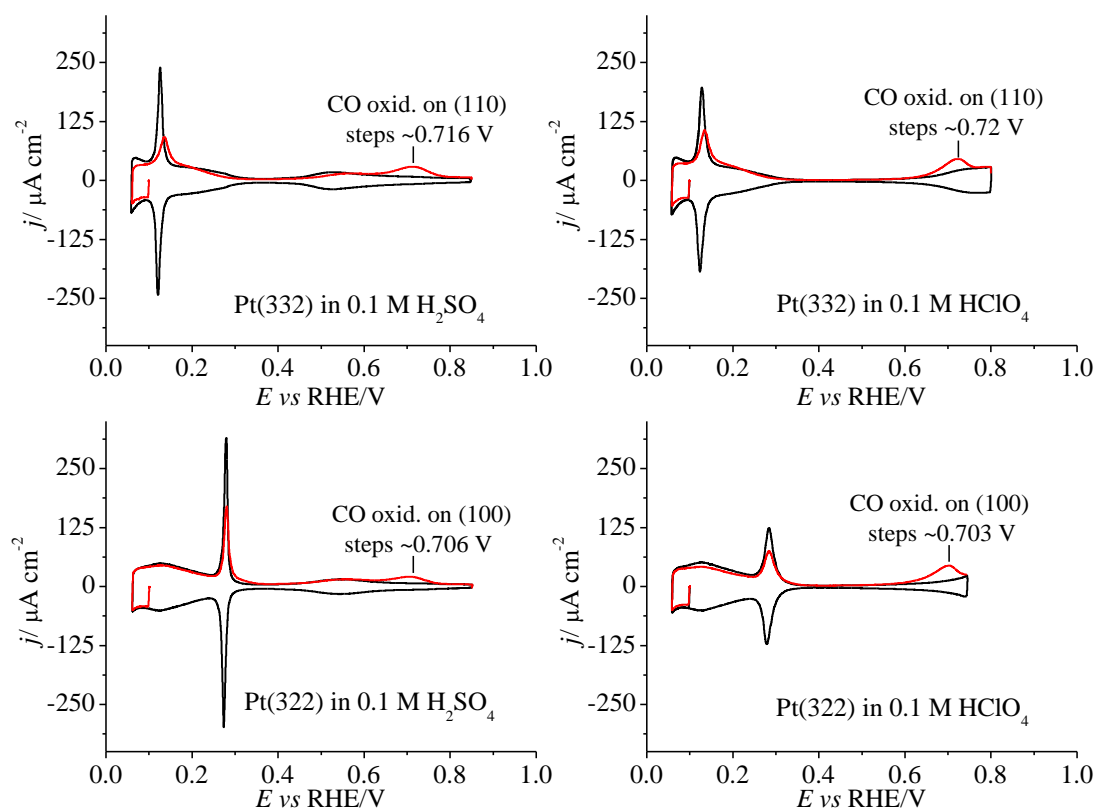 250
125
0
-125
-250
j/ μA cm⁻²
CO oxid. on (110)
steps ~0.716 V
Pt(332) in 0.1 M H₂SO₄
0.0 0.2 0.4 0.6 0.8 1.0
E vs RHE/V
250
125
0
-125
-250
j/ μA cm⁻²
CO oxid. on (110)
steps ~0.72 V
Pt(332) in 0.1 M HClO₄
0.0 0.2 0.4 0.6 0.8 1.0
E vs RHE/V
250
125
0
-125
-250
j/ μA cm⁻²
CO oxid. on (100)
steps ~0.706 V
Pt(322) in 0.1 M H₂SO₄
0.0 0.2 0.4 0.6 0.8 1.0
E vs RHE/V
250
125
0
-125
-250
j/ μA cm⁻²
CO oxid. on (100)
steps ~0.703 V
Pt(322) in 0.1 M HClO₄
0.0 0.2 0.4 0.6 0.8 1.0
E vs RHE/V